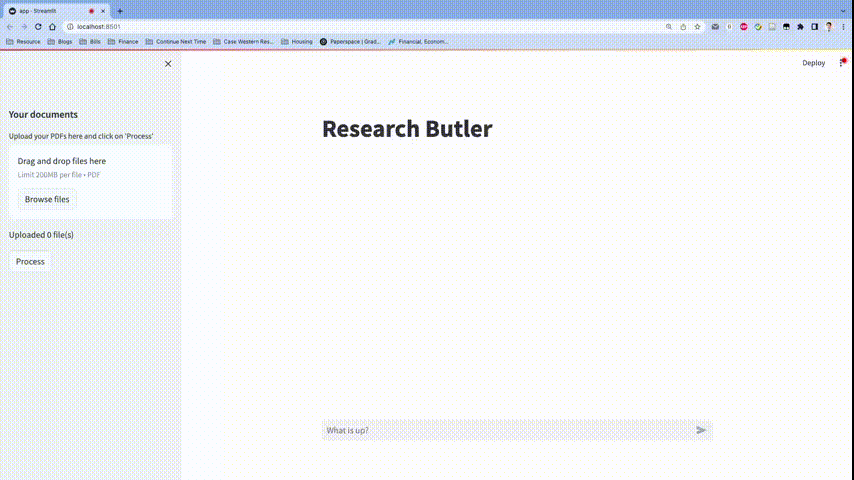 app - Streamlit
localhost:8501
Resource Blogs Bills Finance Continue Next Time Case Western Res... Housing Paperspace | Grad... Financial, Econom...
Deploy
Your documents
Upload your PDFs here and click on 'Process'
Drag and drop files here
Limit 200MB per file • PDF
Browse files
Uploaded 0 file(s)
Process
Research Butler
What is up?